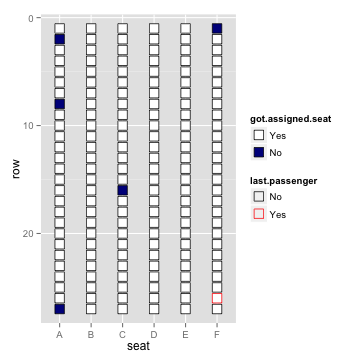 0
10
20
row
A B C D E F
seat
got.assigned.seat
Yes
No
last.passenger
No
Yes